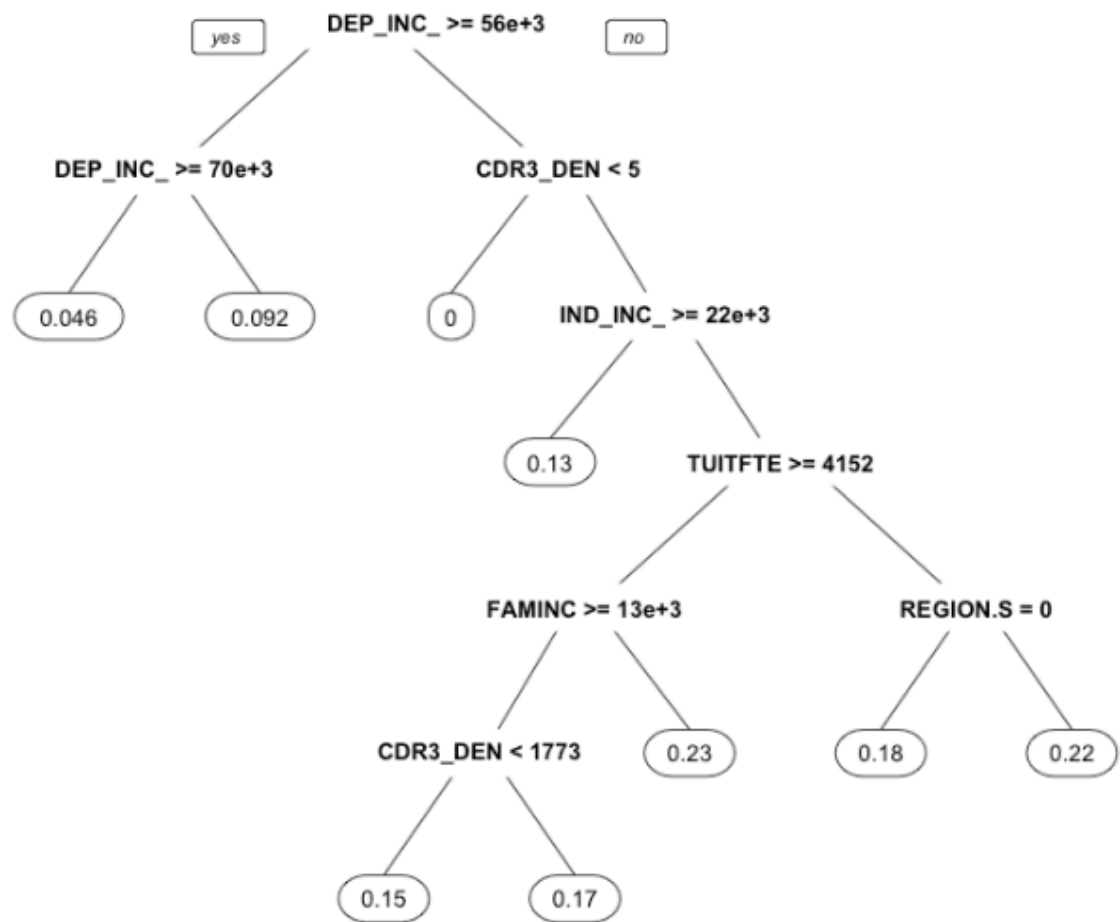 DEP_INC_ >= 56e+3
yes
no
DEP_INC_ >= 70e+3
CDR3_DEN < 5
0.046
0.092
0
IND_INC_ >= 22e+3
0.13
TUITFTE >= 4152
FAMINC >= 13e+3
REGION.S = 0
CDR3_DEN < 1773
0.23
0.18
0.22
0.15
0.17